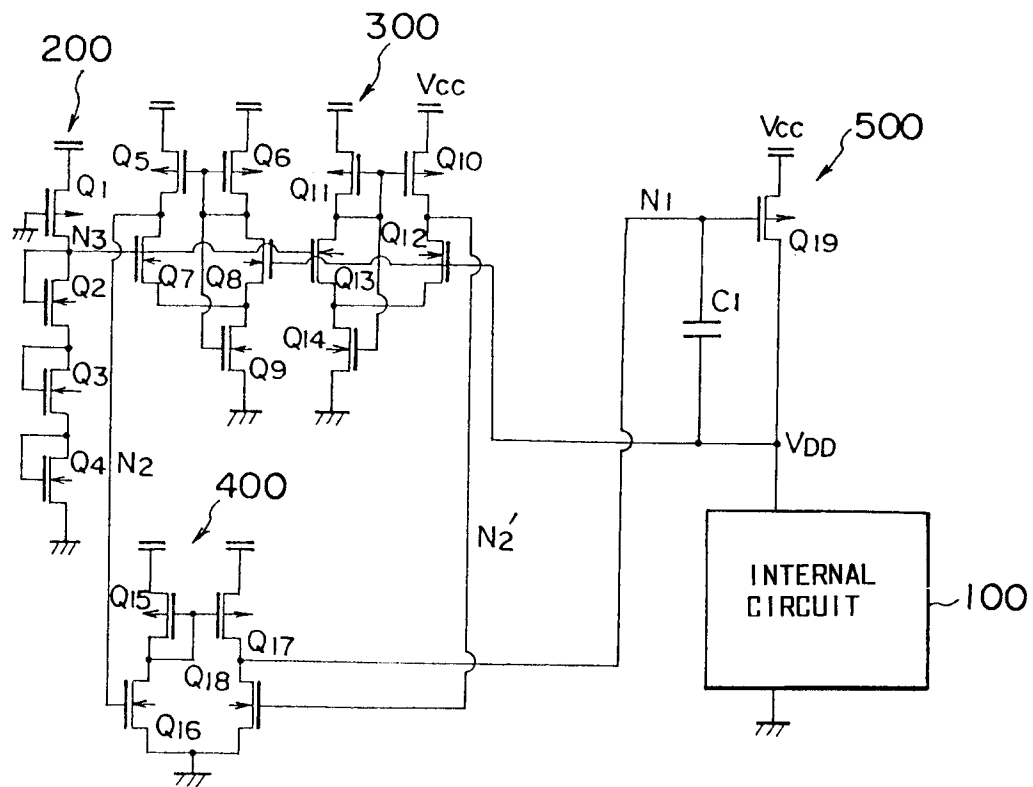 200
300
Vcc
Vcc
500
Q5
Q6
Q11
Q10
Q1
N1
N3
Q12
Q19
Q7
Q8
Q13
Q2
C1
Q14
Q3
Q9
VDD
Q4
N2
400
N2'
INTERNAL
CIRCUIT
100
Q15
Q17
Q18
Q16